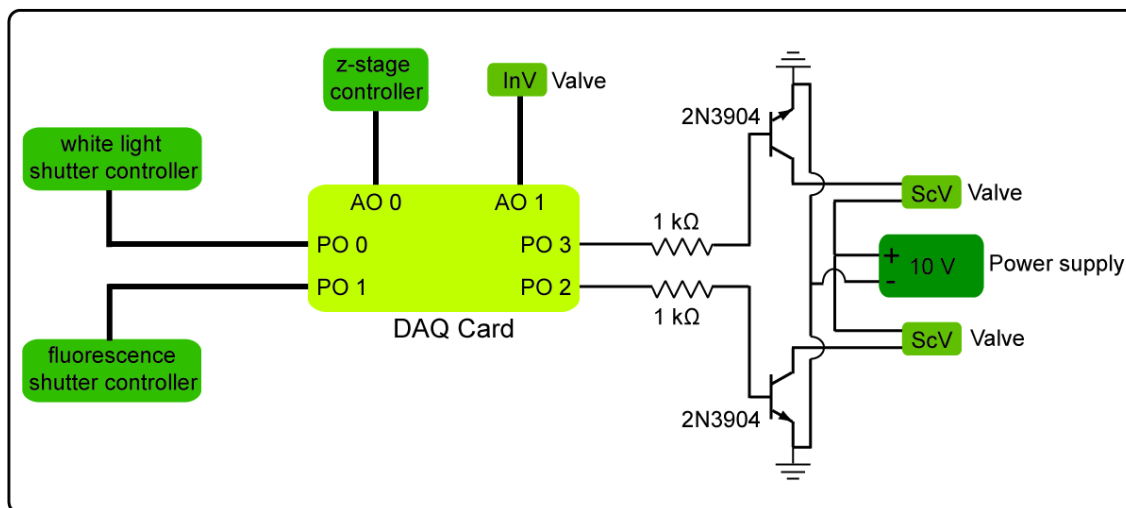 z-stage
controller
InV Valve
2N3904
white light
shutter controller
AO 0 AO 1
ScV Valve
1 kΩ
PO 0 PO 3
+
10 V Power supply
-
PO 1 PO 2
1 kΩ
DAQ Card
ScV Valve
fluorescence
shutter controller
2N3904